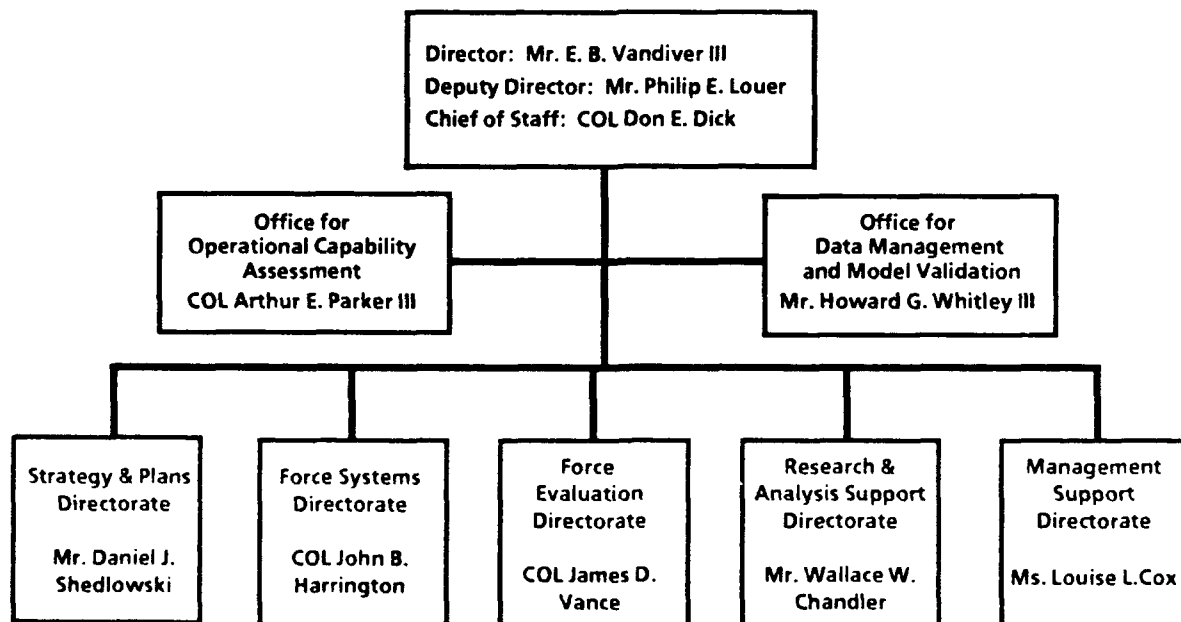 Director: Mr. E. B. Vandiver III
Deputy Director: Mr. Philip E. Louer
Chief of Staff: COL Don E. Dick
Office for
Operational Capability
Assessment
COL Arthur E. Parker III
Office for
Data Management
and Model Validation
Mr. Howard G. Whitley III
Strategy & Plans
Directorate
Mr. Daniel J.
Shedlowski
Force Systems
Directorate
COL John B.
Harrington
Force
Evaluation
Directorate
COL James D.
Vance
Research &
Analysis Support
Directorate
Mr. Wallace W.
Chandler
Management
Support
Directorate
Ms. Louise L.Cox